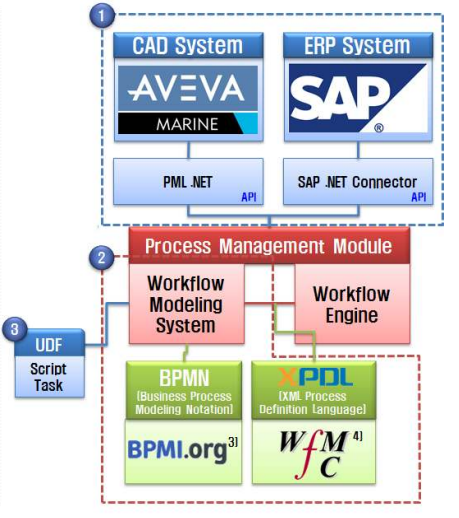 1
CAD System
ERP System
AVEVA
MARINE
SAP
®
PML .NET
API
SAP .NET Connector
API
Process Management Module
2
Workflow
Modeling
System
Workflow
Engine
3
UDF
Script
Task
BPMN
(Business Process
Modeling Notation)
BPMI.org 3)
XPDL
(XML Process
Definition Language)
WfMC 4)